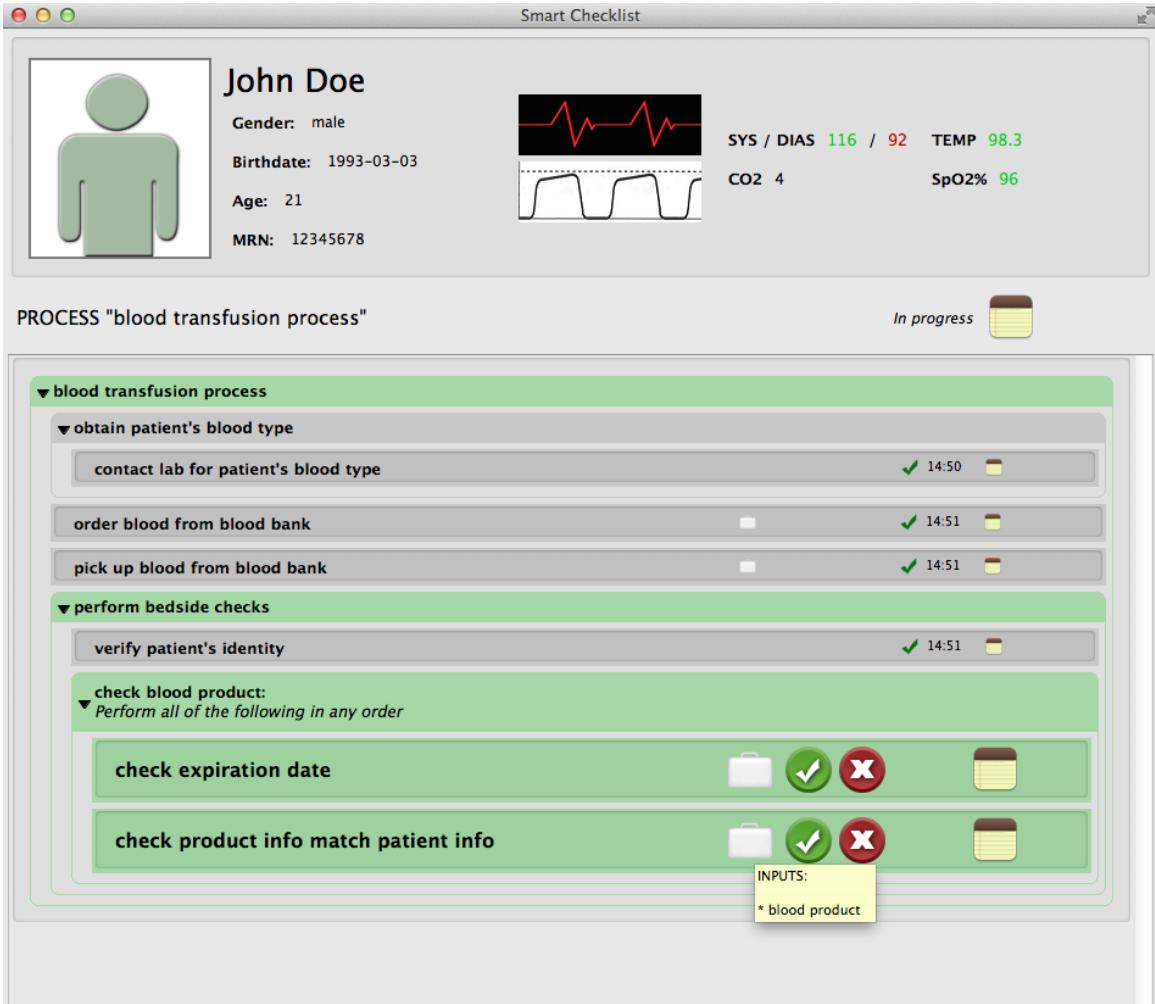 Smart Checklist
John Doe
Gender: male
Birthdate: 1993-03-03
Age: 21
MRN: 12345678
SYS / DIAS 116 / 92 TEMP 98.3
CO2 4 SpO2% 96
PROCESS "blood transfusion process" In progress
blood transfusion process
obtain patient's blood type
contact lab for patient's blood type 14:50
order blood from blood bank 14:51
pick up blood from blood bank 14:51
perform bedside checks
verify patient's identity 14:51
check blood product:
Perform all of the following in any order
check expiration date
check product info match patient info
INPUTS:
* blood product